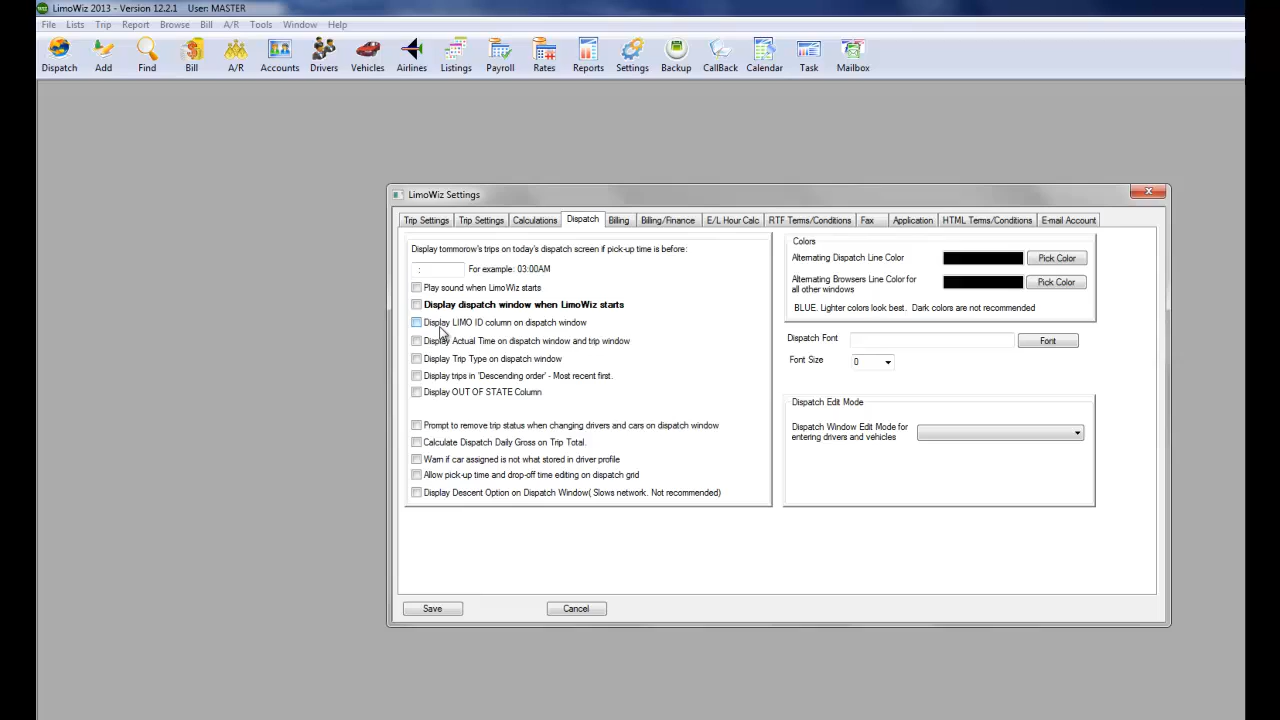 LimoWiz 2013 - Version 12.2.1 User: MASTER
File Lists Trip Report Browse Bill A/R Tools Window Help
Dispatch Add Find Bill A/R Accounts Drivers Vehicles Airlines Listings Payroll Rates Reports Settings Backup CallBack Calendar Task Mailbox
LimoWiz Settings
Trip Settings Trip Settings Calculations Dispatch Billing Billing/Finance E/L Hour Calc RTF Terms/Conditions Fax Application HTML Terms/Conditions E-mail Account
Display tommorow's trips on today's dispatch screen if pick-up time is before:
: For example: 03:00AM
Play sound when LimoWiz starts
Display dispatch window when LimoWiz starts
Display LIMO ID column on dispatch window
Display Actual Time on dispatch window and trip window
Display Trip Type on dispatch window
Display trips in 'Descending order' - Most recent first.
Display OUT OF STATE Column
Prompt to remove trip status when changing drivers and cars on dispatch window
Calculate Dispatch Daily Gross on Trip Total.
Warn if car assigned is not what stored in driver profile
Allow pick-up time and drop-off time editing on dispatch grid
Display Descent Option on Dispatch Window( Slows network. Not recommended)
Colors
Alternating Dispatch Line Color Pick Color
Alternating Browsers Line Color for
all other windows Pick Color
BLUE. Lighter colors look best. Dark colors are not recommended
Dispatch Font Font
Font Size 0
Dispatch Edit Mode
Dispatch Window Edit Mode for
entering drivers and vehicles
Save Cancel